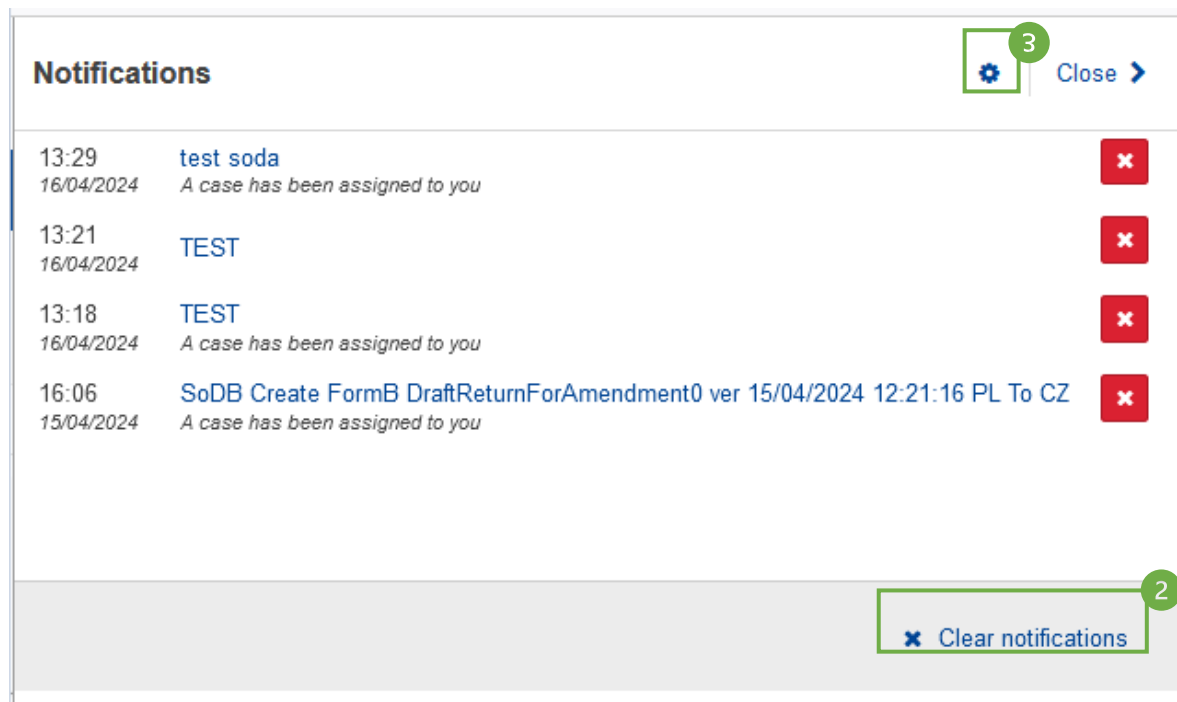 3
Notifications
Close
13:29 test soda
16/04/2024 A case has been assigned to you
13:21
TEST
16/04/2024
13:18 TEST
16/04/2024 A case has been assigned to you
16:06 SoDB Create FormB DraftReturnForAmendment0 ver 15/04/2024 12:21:16 PL To CZ
15/04/2024 A case has been assigned to you
2
Clear notifications